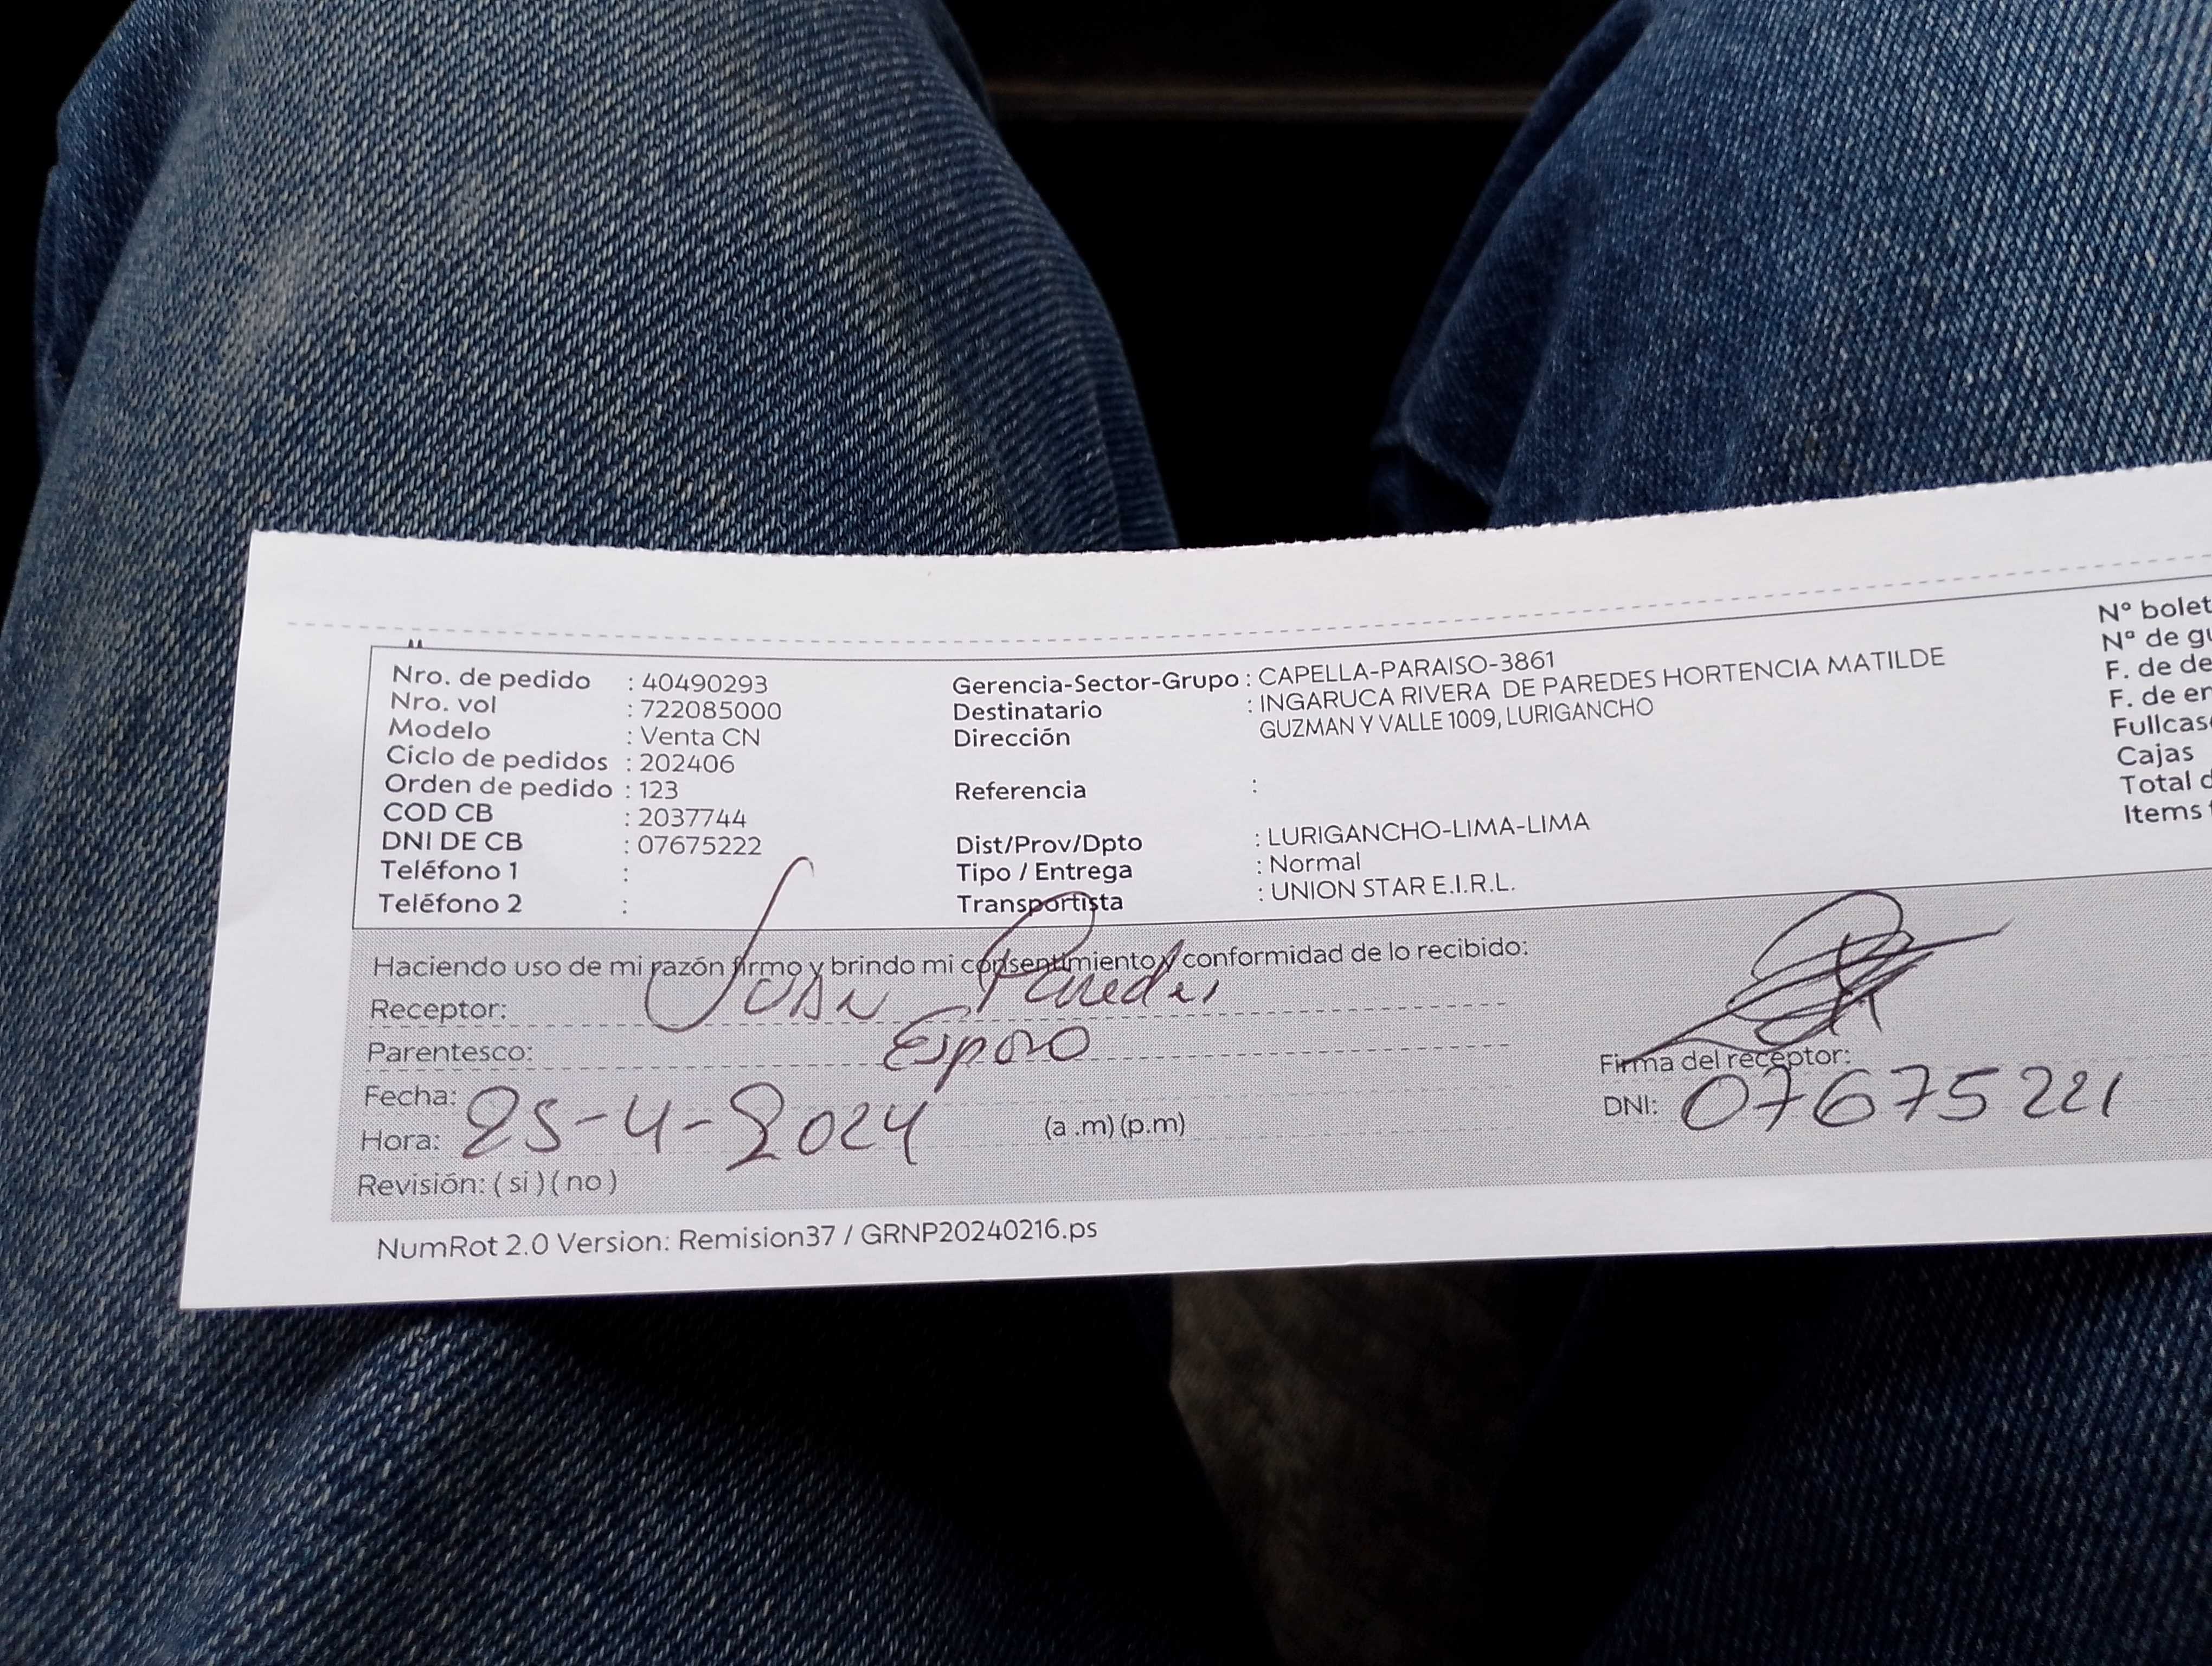 Nro. de pedido : 40490293
Nro. vol : 722085000
Modelo : Venta CN
Ciclo de pedidos : 202406
Orden de pedido : 123
COD CB : 2037744
DNI DE CB : 07675222
Teléfono 1 :
Teléfono 2 :
Gerencia-Sector-Grupo : CAPELLA-PARAISO-3861
Destinatario : INGARUCA RIVERA DE PAREDES HORTENCIA MATILDE
Dirección GUZMAN Y VALLE 1009, LURIGANCHO
Referencia :
Dist/Prov/Dpto : LURIGANCHO-LIMA-LIMA
Tipo / Entrega : Normal
Transportista : UNION STAR E.I.R.L.
N° bolet
N° de gu
F. de de
F. de en
Fullcas
Cajas
Total d
Items
Haciendo uso de mi razón firmo y brindo mi consentimiento y conformidad de lo recibido:
Receptor: Paredes
Parentesco: Esposo
Fecha: 25-4-2024
Hora: (a .m) (p.m)
Revisión: ( si ) ( no )
Firma del receptor:
DNI: 07675221
NumRot 2.0 Version: Remision37 / GRNP20240216.ps